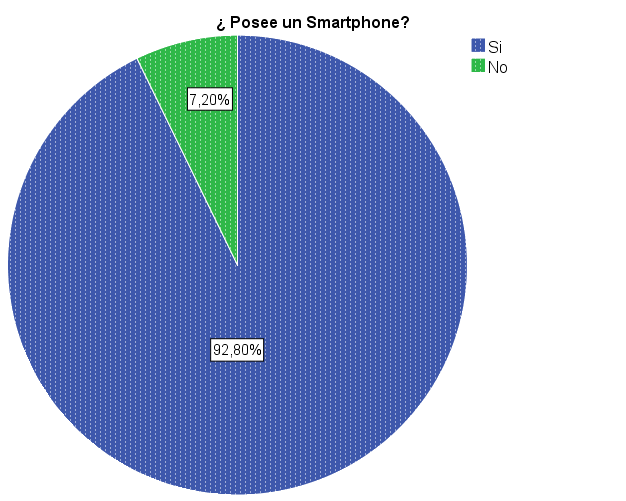 ¿ Posee un Smartphone?
Si
No
7,20%
92,80%